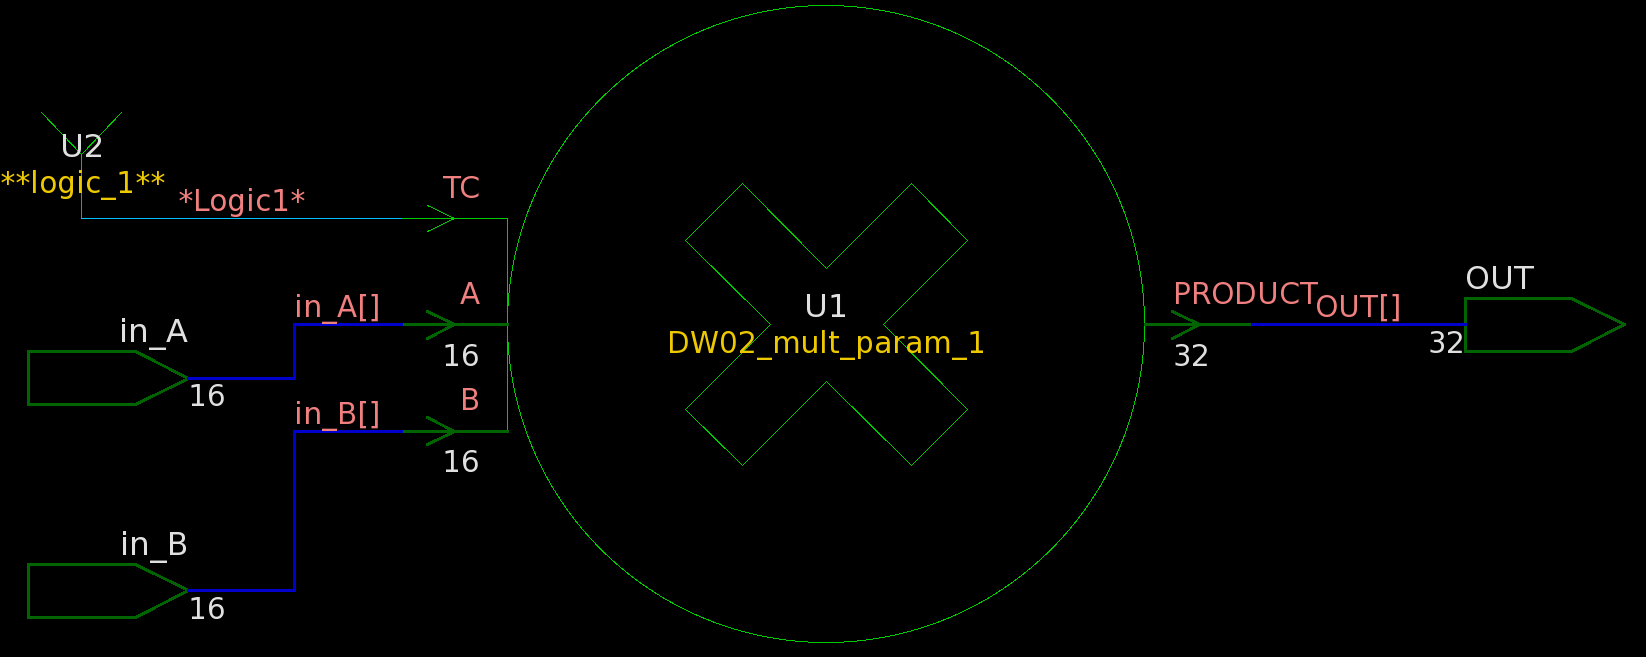 U2
**logic_1**
*Logic1*
TC
in_A
16
in_A[]
A
16
in_B[]
B
16
in_B
16
U1
DW02_mult_param_1
PRODUCT
32
OUT[]
OUT
32